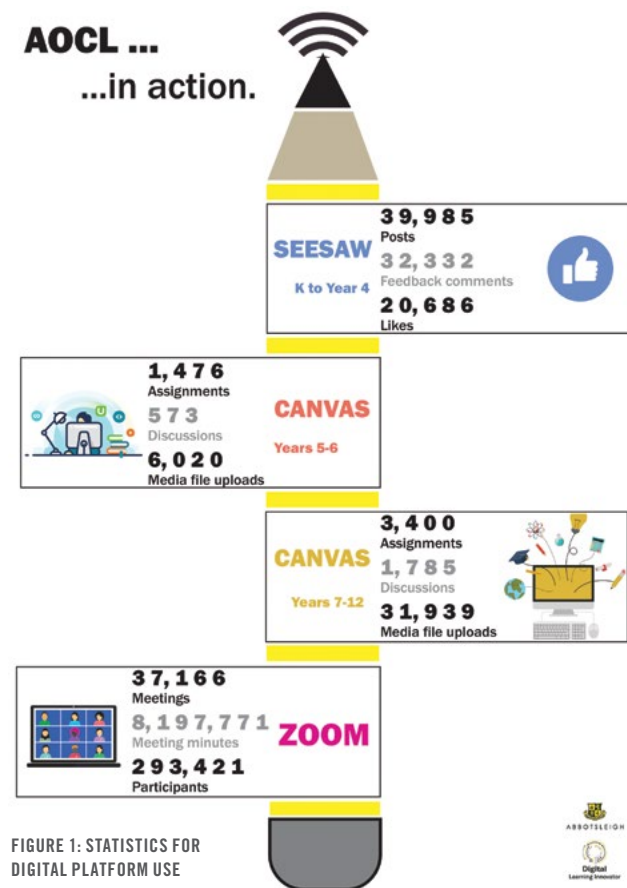 AOCL ...
...in action.
SEESAW
K to Year 4
39,985
Posts
32,332
Feedback comments
20,686
Likes
1,476
Assignments
573
Discussions
6,020
Media file uploads
CANVAS
Years 5-6
CANVAS
Years 7-12
3,400
Assignments
1,785
Discussions
31,939
Media file uploads
37,166
Meetings
8,197,771
Meeting minutes
293,421
Participants
ZOOM
FIGURE 1: STATISTICS FOR
DIGITAL PLATFORM USE
ABBOTSLEIGH
Digital
Learning Innovator